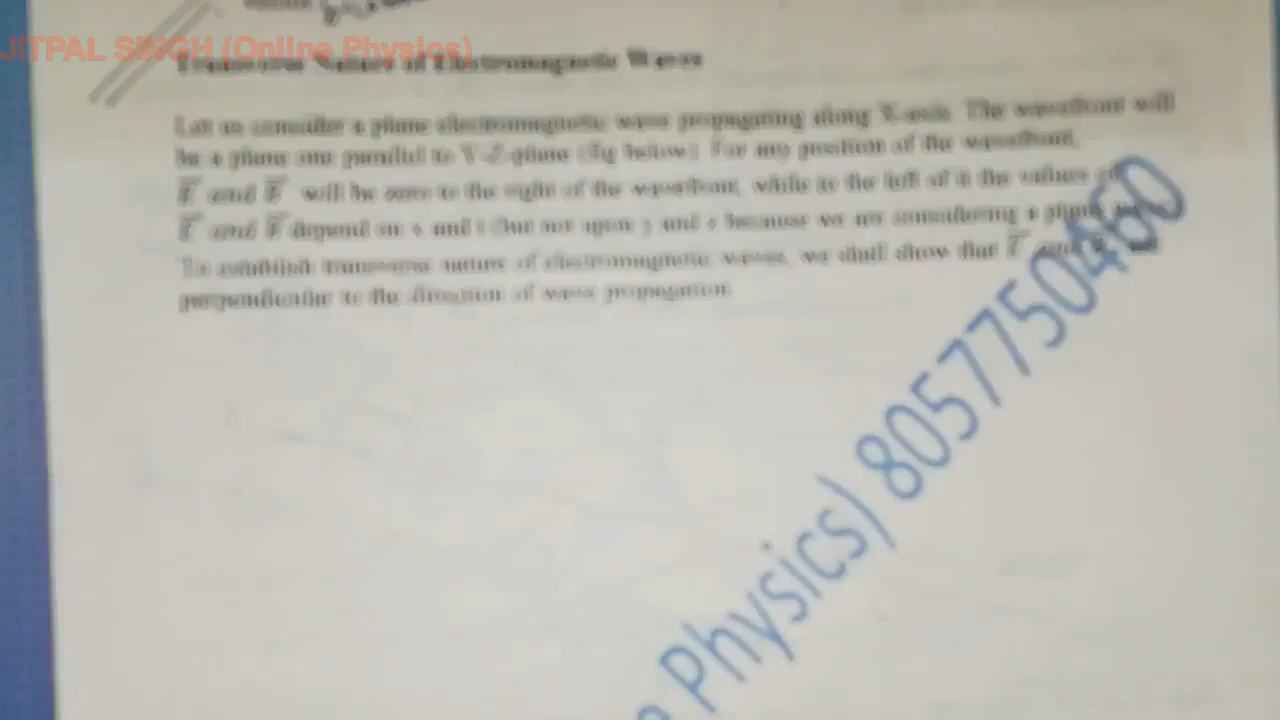 JITPAL SINGH (Online Physics)
Transverse Nature of Electromagnetic Waves
Let us consider a plane electromagnetic wave propagating along X-axis. The wavefront will
be a plane one parallel to Y-Z-plane (fig below). For any position of the wavefront,
E and B will be zero to the right of the wavefront, while to the left of it the values of
E and B depend on x and t (but not upon y and z because we are considering a plane
To establish transverse nature of electromagnetic waves, we shall show that E and
perpendicular to the direction of wave propagation
Physics) 8057750460